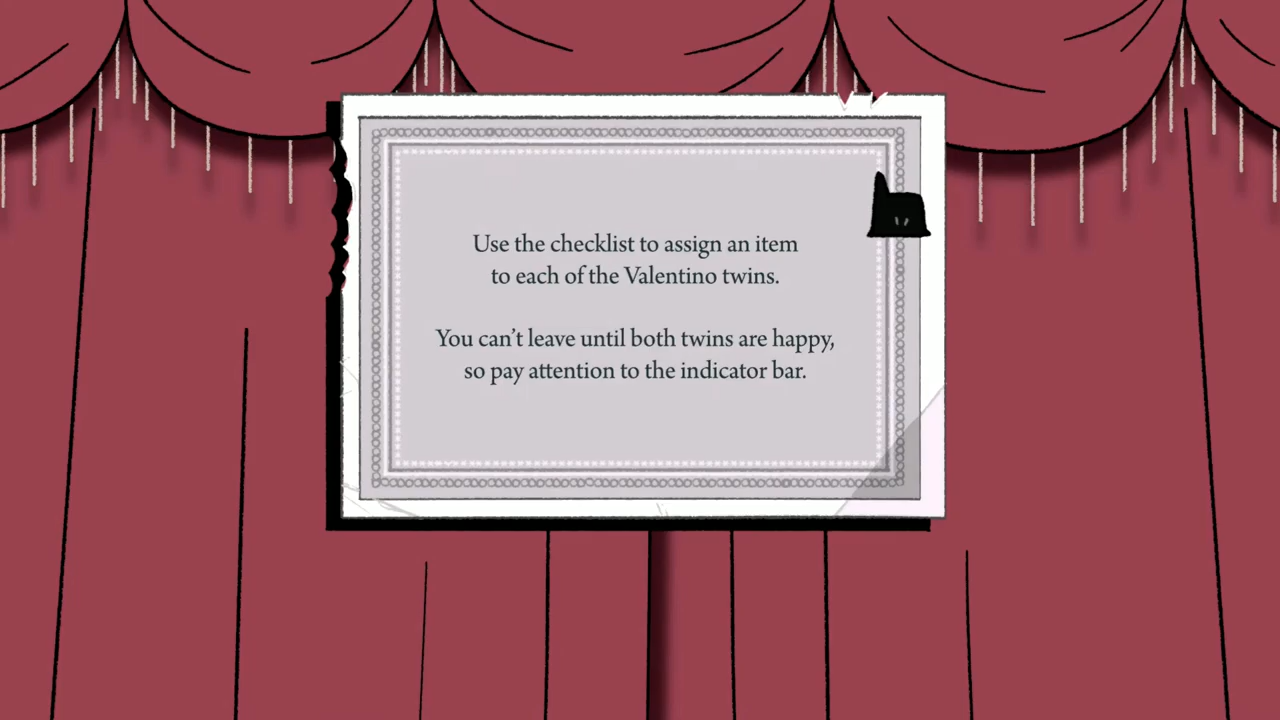 Use the checklist to assign an item
to each of the Valentino twins.
You can’t leave until both twins are happy,
so pay attention to the indicator bar.